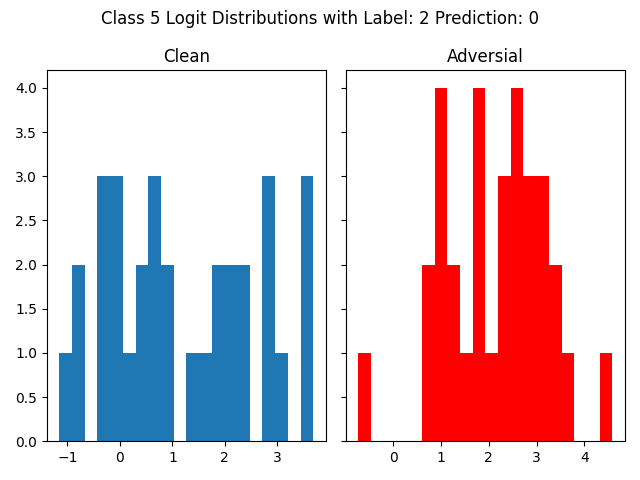 Class 5 Logit Distributions with Label: 2 Prediction: 0
Clean
Adversial
4.0
3.5
3.0
2.5
2.0
1.5
1.0
0.5
0.0
−1 0 1 2 3
0 1 2 3 4